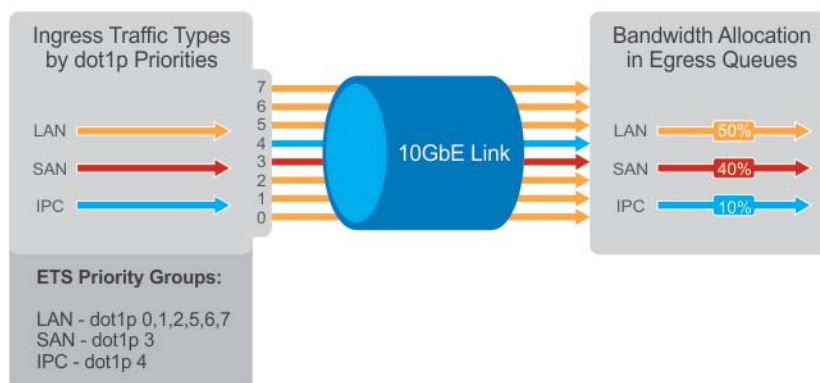 Ingress Traffic Types
by dot1p Priorities
LAN
SAN
IPC
7
6
5
4
3
2
1
0
10GbE Link
Bandwidth Allocation
in Egress Queues
LAN 50%
SAN 40%
IPC 10%
ETS Priority Groups:
LAN - dot1p 0,1,2,5,6,7
SAN - dot1p 3
IPC - dot1p 4